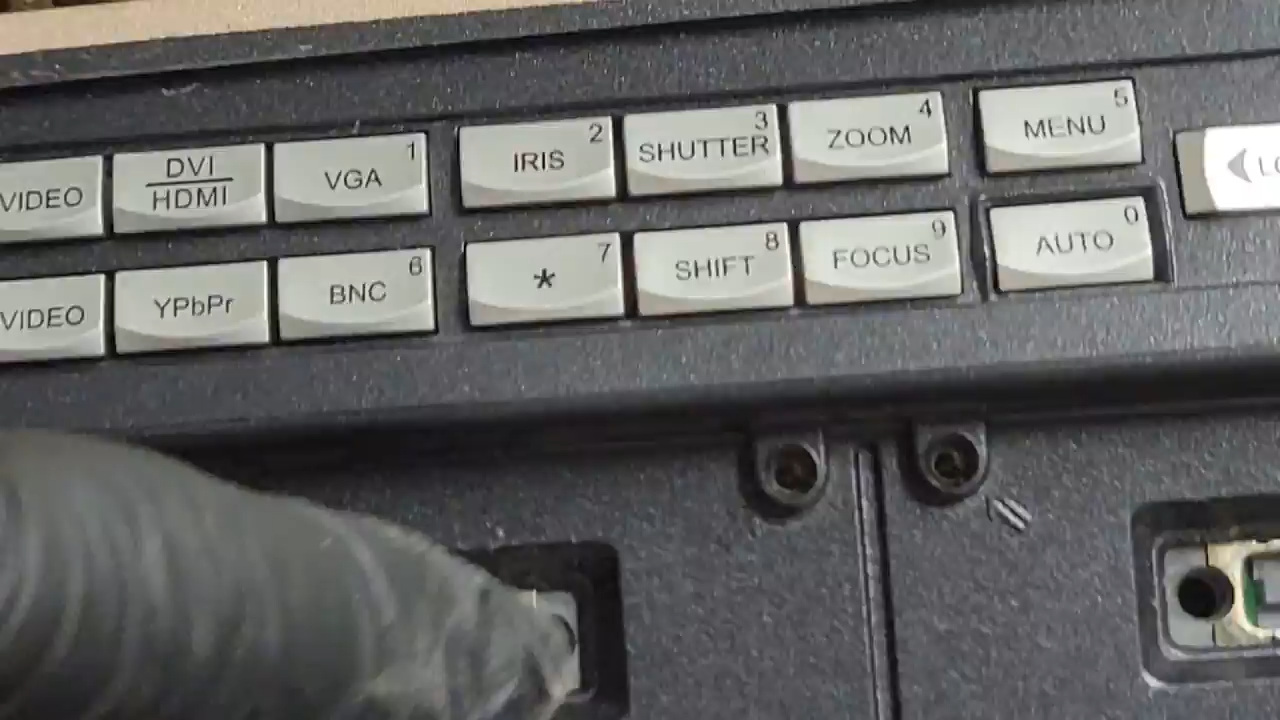 VIDEO
DVI
HDMI
VGA 1
IRIS 2
SHUTTER 3
ZOOM 4
MENU 5
VIDEO
YPbPr
BNC 6
* 7
SHIFT 8
FOCUS 9
AUTO 0